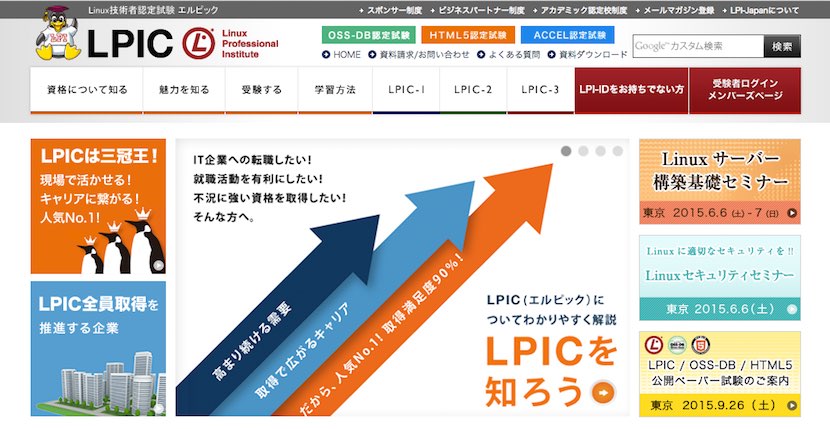 Linux技術者認定試験 エルピック
スポンサー制度 ビジネスパートナー制度 アカデミック認定校制度 メールマガジン登録 LPI-Japanについて
LPIC
Linux
Professional
Institute
OSS-DB認定試験 HTML5認定試験 ACCEL認定試験
HOME 資料請求/お問い合わせ よくある質問 資料ダウンロード
Google カスタム検索 検索
資格について知る 魅力を知る 受験する 学習方法 LPIC-1 LPIC-2 LPIC-3 LPI-IDをお持ちでない方
受験者ログイン
メンバーズページ
LPICは三冠王!
現場で活かせる!
キャリアに繋がる!
人気No.1!
LPIC全員取得を
推進する企業
IT企業への転職したい!
就職活動を有利にしたい!
不況に強い資格を取得したい!
そんな方へ。
高まり続ける需要
取得で広がるキャリア
だから、人気No.1! 取得満足度90%!
LPIC(エルピック)に
ついてわかりやすく解説
LPICを
知ろう
Linux サーバー
構築基礎セミナー
東京 2015.6.6(土)-7(日)
Linux に適切なセキュリティを!!
Linux セキュリティセミナー
東京 2015.6.6(土)
LPIC / OSS-DB / HTML5
公開ペーパー試験のご案内
東京 2015.9.26(土)